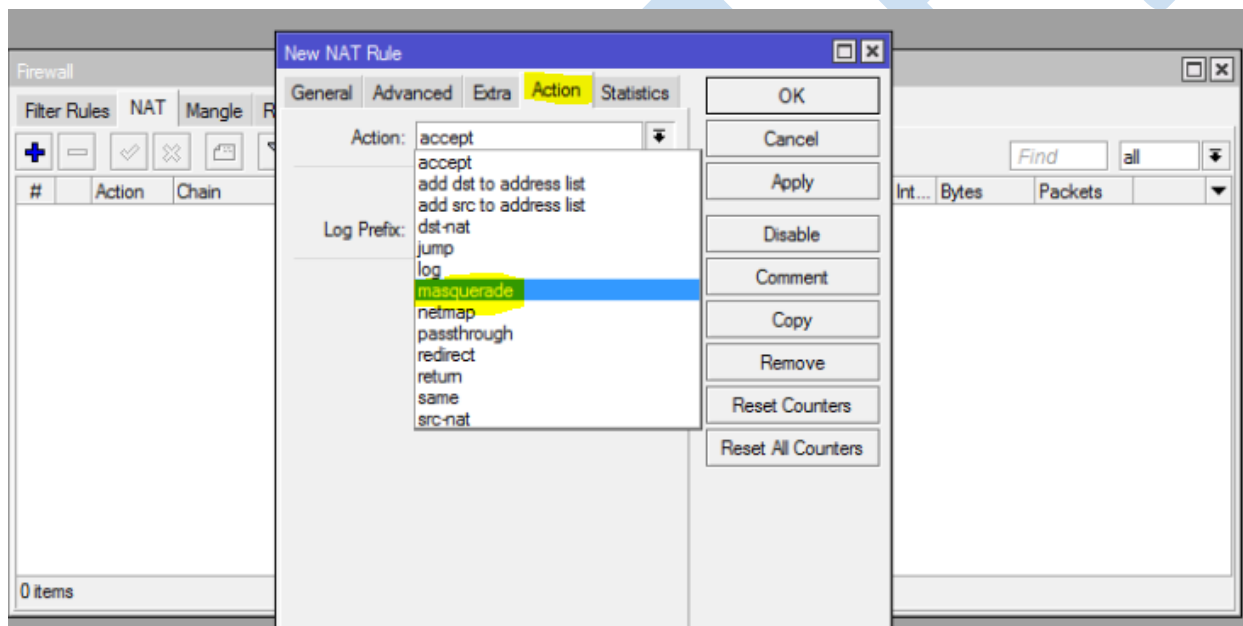 New NAT Rule
Firewall
General Advanced Extra Action Statistics
Filter Rules NAT Mangle R
Action: accept
accept
add dst to address list
add src to address list
dst-nat
jump
log
masquerade
netmap
passthrough
redirect
return
same
src-nat
Log Prefix:
OK
Cancel
Apply
Disable
Comment
Copy
Remove
Reset Counters
Reset All Counters
Find all
# Action Chain Int... Bytes Packets
0 items